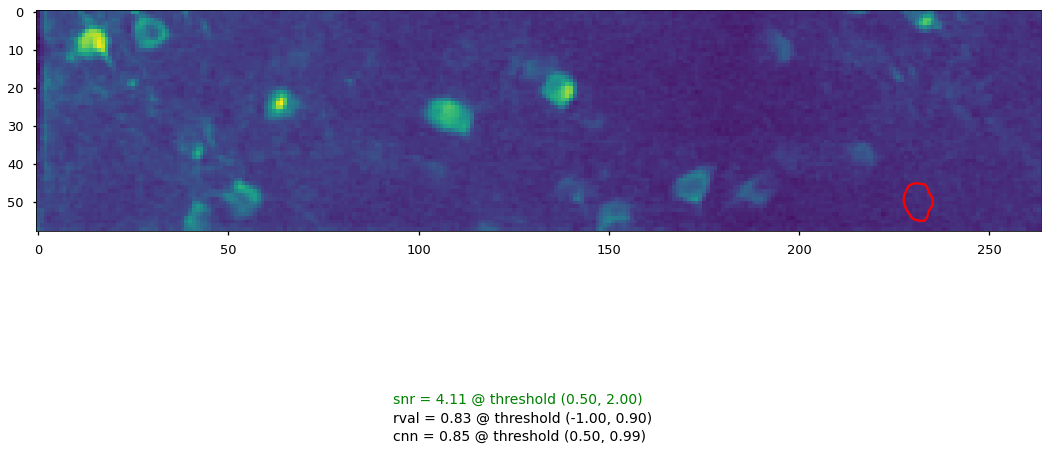 0
10
20
30
40
50
0 50 100 150 200 250
snr = 4.11 @ threshold (0.50, 2.00)
rval = 0.83 @ threshold (-1.00, 0.90)
cnn = 0.85 @ threshold (0.50, 0.99)